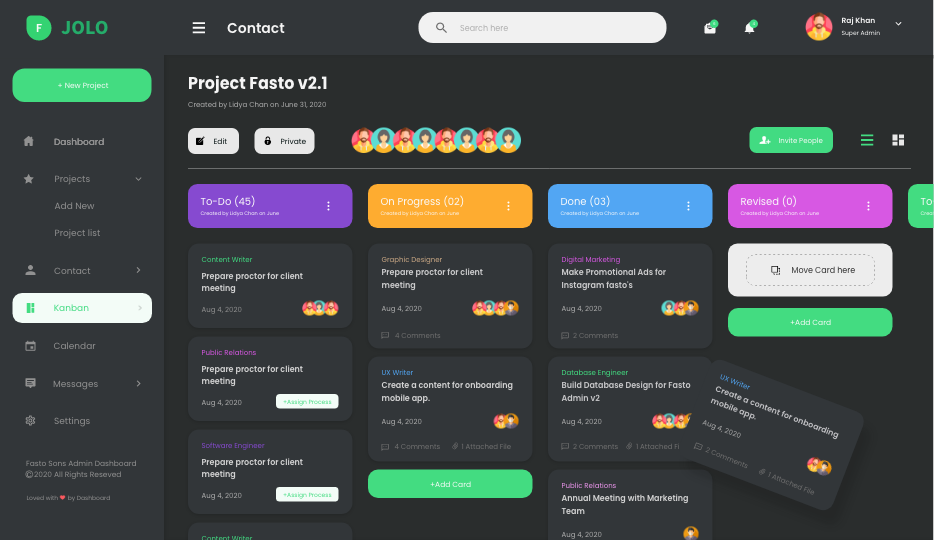 F JOLO
Contact
Search here
Raj Khan
Super Admin
+ New Project
Dashboard
Projects
Add New
Project list
Contact
Kanban
Calendar
Messages
Settings
Fasto Sons Admin Dashboard
©2020 All Rights Reseved
Loved with ❤ by Dashboard
Project Fasto v2.1
Created by Lidya Chan on June 31, 2020
Edit
Private
Invite People
To-Do (45)
Created by Lidya Chan on June
Content Writer
Prepare proctor for client
meeting
Aug 4, 2020
Public Relations
Prepare proctor for client
meeting
Aug 4, 2020
+Assign Process
Software Engineer
Prepare proctor for client
meeting
Aug 4, 2020
+Assign Process
Content Writer
On Progress (02)
Created by Lidya Chan on June
Graphic Designer
Prepare proctor for client
meeting
Aug 4, 2020
4 Comments
UX Writer
Create a content for onboarding
mobile app.
Aug 4, 2020
4 Comments 1 Attached File
+Add Card
Done (03)
Created by Lidya Chan on June
Digital Marketing
Make Promotional Ads for
Instagram fasto's
Aug 4, 2020
2 Comments
Database Engineer
Build Database Design for Fasto
Admin v2
Aug 4, 2020
2 Comments 1 Attached Fi
Public Relations
Annual Meeting with Marketing
Team
Aug 4, 2020
Revised (0)
Created by Lidya Chan on June
Move Card here
+Add Card
UX Writer
Create a content for onboarding
mobile app.
Aug 4, 2020
2 Comments 1 Attached File
To
Created